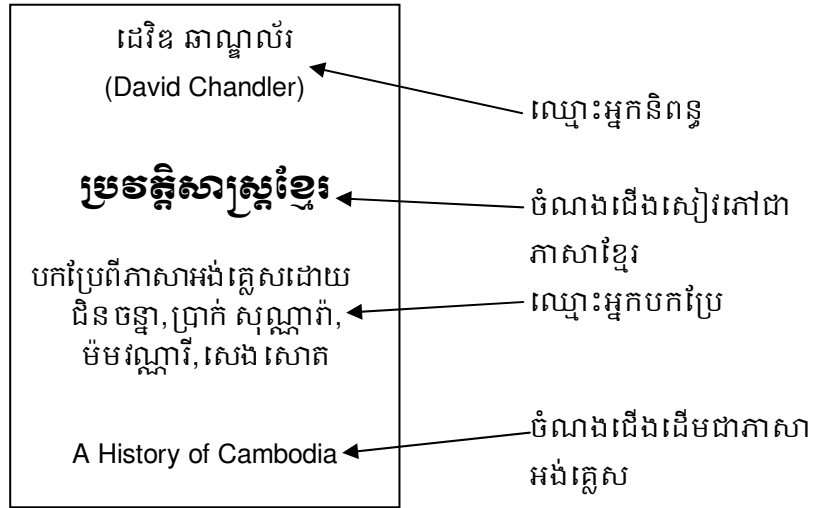 ដេវិឌ ឆាណ្ឌល័រ
(David Chandler)
ឈ្មោះអ្នកនិពន្ធ
ប្រវត្តិសាស្ត្រខ្មែរ
ចំណងជើងសៀវភៅជា
ភាសាខ្មែរ
បកប្រែពីភាសាអង់គ្លេសដោយ
ជិន ចន្នា, ប្រាក់ សុណ្ណារ៉ា,
ម៉ម វណ្ណារី, សេង សោត
ឈ្មោះអ្នកបកប្រែ
A History of Cambodia
ចំណងជើងដើមជាភាសា
អង់គ្លេស